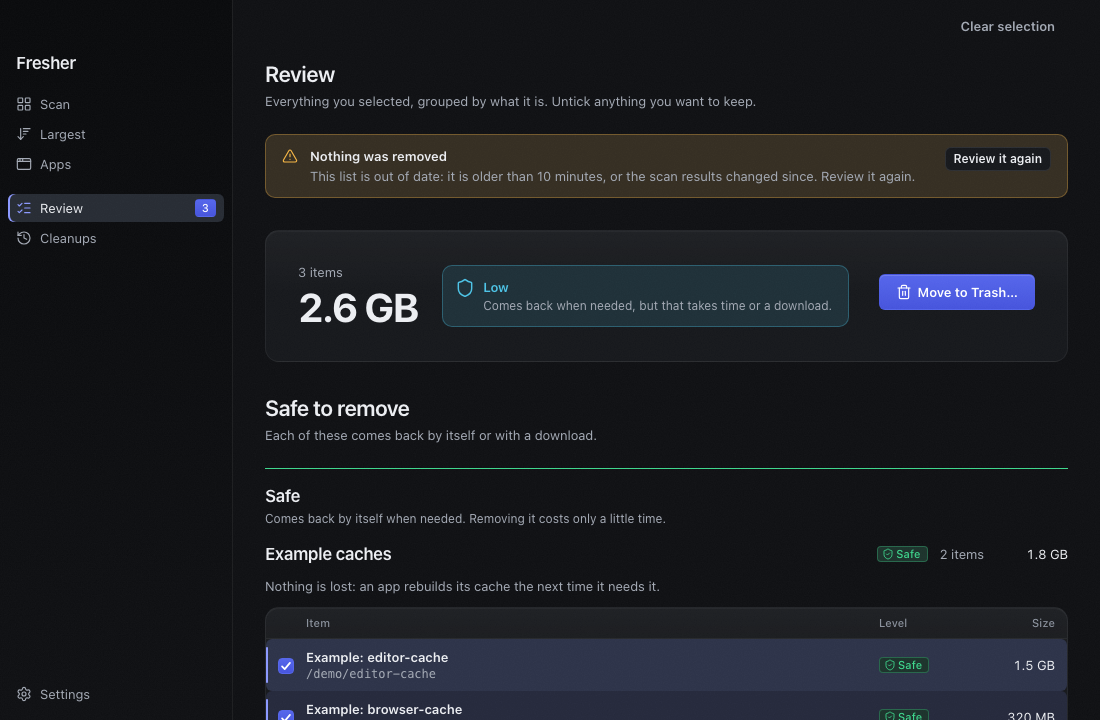 Clear selection
Fresher
Scan
Largest
Apps
Review 3
Cleanups
Settings
Review
Everything you selected, grouped by what it is. Untick anything you want to keep.
Nothing was removed
This list is out of date: it is older than 10 minutes, or the scan results changed since. Review it again.
Review it again
3 items
2.6 GB
Low
Comes back when needed, but that takes time or a download.
Move to Trash...
Safe to remove
Each of these comes back by itself or with a download.
Safe
Comes back by itself when needed. Removing it costs only a little time.
Example caches Safe 2 items 1.8 GB
Nothing is lost: an app rebuilds its cache the next time it needs it.
Item Level Size
Example: editor-cache Safe 1.5 GB
/demo/editor-cache
Example: browser-cache Safe 320 MB